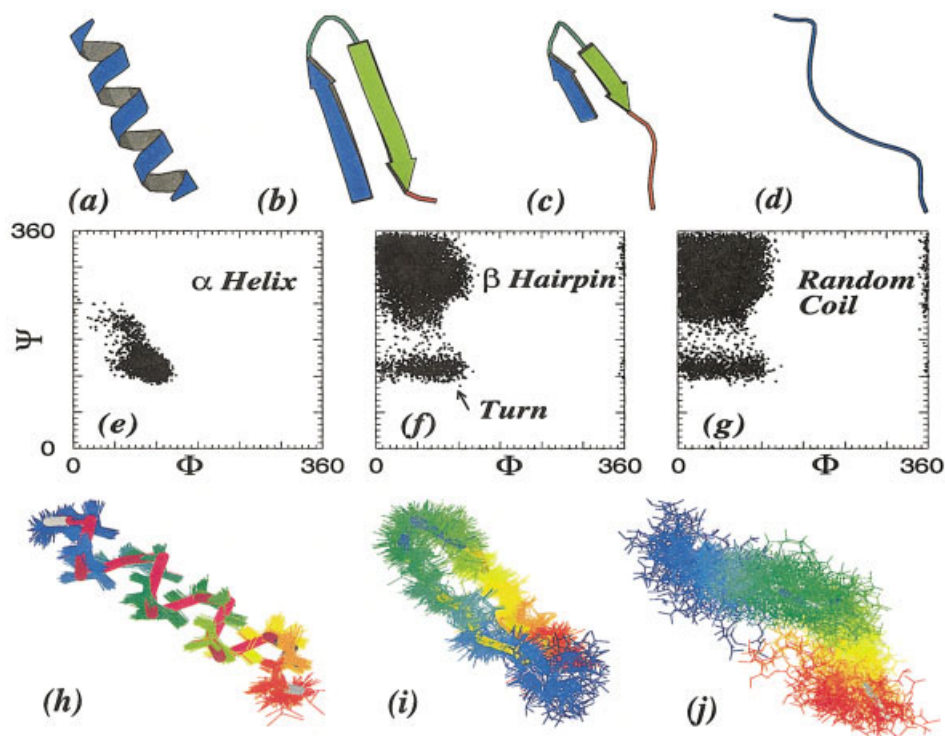 (a)
(b)
(c)
(d)
360
Ψ
0
α Helix
(e)
0
Φ
360
β Hairpin
(f)
Turn
0
Φ
360
Random
Coil
(g)
0
Φ
360
(h)
(i)
(j)